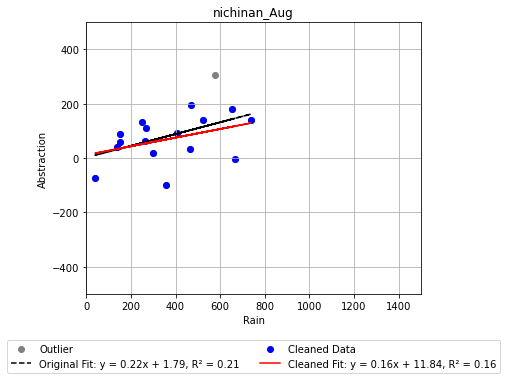 nichinan_Aug
400
200
0
−200
−400
Abstraction
0 200 400 600 800 1000 1200 1400
Rain
Outlier
Original Fit: y = 0.22x + 1.79, R² = 0.21
Cleaned Data
Cleaned Fit: y = 0.16x + 11.84, R² = 0.16